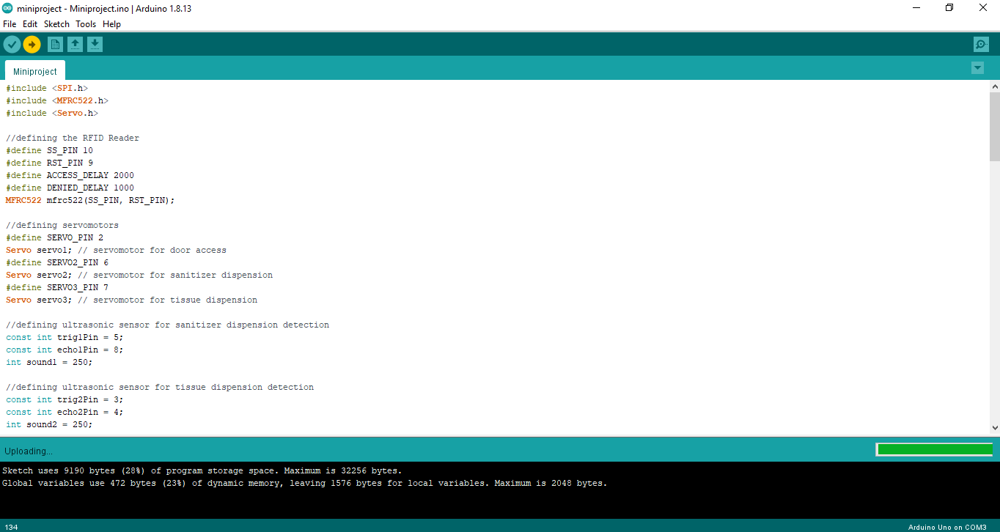 miniproject - Miniproject.ino | Arduino 1.8.13
File Edit Sketch Tools Help
Miniproject
#include <SPI.h>
#include <MFRC522.h>
#include <Servo.h>
//defining the RFID Reader
#define SS_PIN 10
#define RST_PIN 9
#define ACCESS_DELAY 2000
#define DENIED_DELAY 1000
MFRC522 mfrc522(SS_PIN, RST_PIN);
//defining servomotors
#define SERVO_PIN 2
Servo servo1; // servomotor for door access
#define SERVO2_PIN 6
Servo servo2; // servomotor for sanitizer dispension
#define SERVO3_PIN 7
Servo servo3; // servomotor for tissue dispension
//defining ultrasonic sensor for sanitizer dispension detection
const int trig1Pin = 5;
const int echo1Pin = 8;
int sound1 = 250;
//defining ultrasonic sensor for tissue dispension detection
const int trig2Pin = 3;
const int echo2Pin = 4;
int sound2 = 250;
Uploading...
Sketch uses 9190 bytes (28%) of program storage space. Maximum is 32256 bytes.
Global variables use 472 bytes (23%) of dynamic memory, leaving 1576 bytes for local variables. Maximum is 2048 bytes.
134
Arduino Uno on COM3